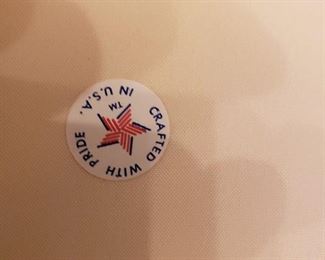 CRAFTED WITH PRIDE
IN U.S.A.
TM